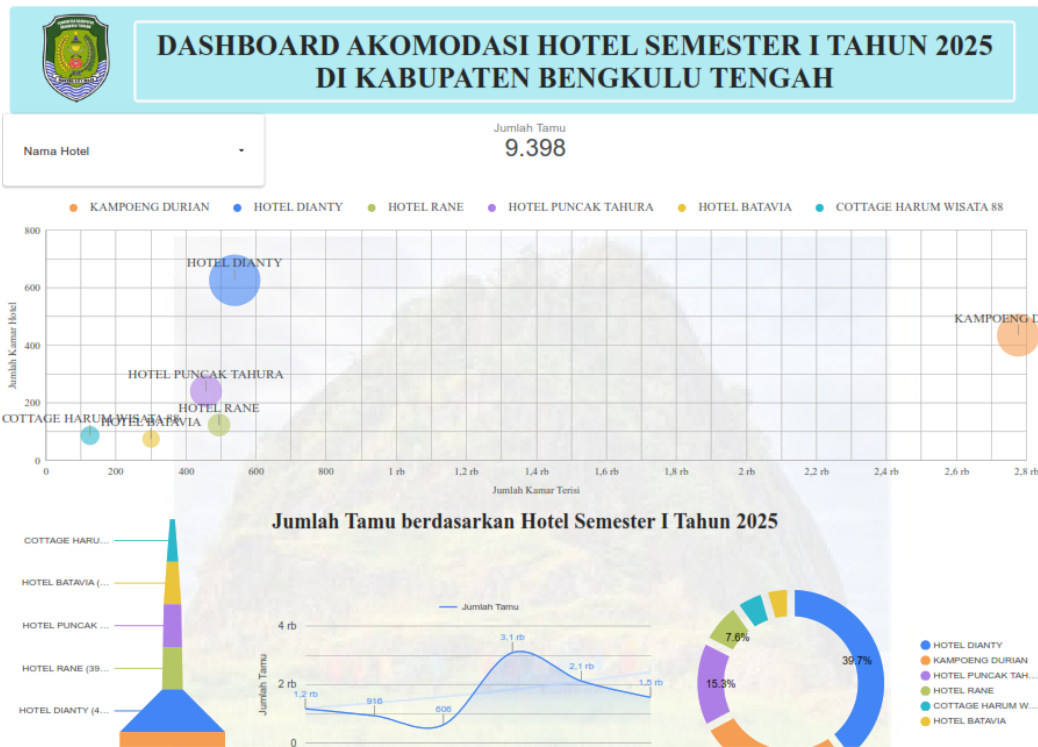 DASHBOARD AKOMODASI HOTEL SEMESTER I TAHUN 2025
DI KABUPATEN BENGKULU TENGAH
Nama Hotel
Jumlah Tamu
9.398
KAMPOENG DURIAN
HOTEL DIANTY
HOTEL RANE
HOTEL PUNCAK TAHURA
HOTEL BATAVIA
COTTAGE HARUM WISATA 88
Jumlah Kamar Hotel
800
600
400
200
0
HOTEL DIANTY
KAMPOENG D
HOTEL PUNCAK TAHURA
HOTEL RANE
COTTAGE HARUM WISATA 88
HOTEL BATAVIA
0
200
400
600
800
1 rb
1,2 rb
1,4 rb
1,6 rb
1,8 rb
2 rb
2,2 rb
2,4 rb
2,6 rb
2,8 rb
Jumlah Kamar Terisi
Jumlah Tamu berdasarkan Hotel Semester I Tahun 2025
COTTAGE HARU...
HOTEL BATAVIA (...
HOTEL PUNCAK ...
HOTEL RANE (39...
HOTEL DIANTY (4...
Jumlah Tamu
Jumlah Tamu
4 rb
2 rb
0
1,2 rb
916
606
3,1 rb
2,1 rb
1,5 rb
39.7%
15.3%
7.6%
HOTEL DIANTY
KAMPOENG DURIAN
HOTEL PUNCAK TAH...
HOTEL RANE
COTTAGE HARUM W...
HOTEL BATAVIA